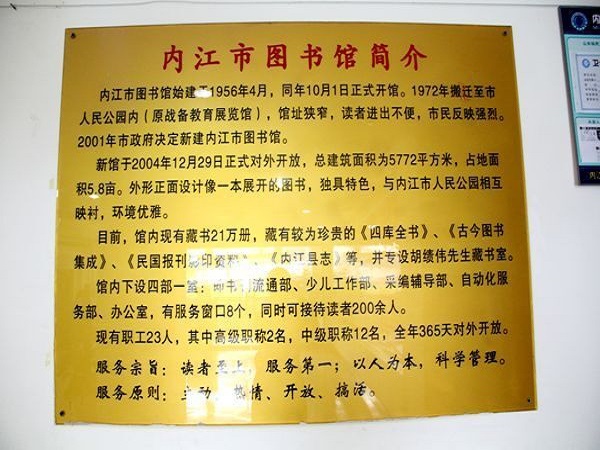 内江市图书馆简介
内江市图书馆始建于1956年4月，同年10月1日正式开馆。1972年搬迁至市
人民公园内（原战备教育展览馆），馆址狭窄，读者进出不便，市民反映强烈。
2001年市政府决定新建内江市图书馆。
新馆于2004年12月29日正式对外开放，总建筑面积为5772平方米，占地面
积5.8亩。外形正面设计像一本展开的图书，独具特色，与内江市人民公园相互
映衬，环境优雅。
目前，馆内现有藏书21万册，藏有较为珍贵的《四库全书》、《古今图书
集成》、《民国报刊影印资料》、《内江县志》等，并专设胡绩伟先生藏书室。
馆内下设四部一室：即书刊流通部、少儿工作部、采编辅导部、自动化服
务部、办公室，有服务窗口8个，同时可接待读者200余人。
现有职工23人，其中高级职称2名，中级职称12名，全年365天对外开放。
服务宗旨：读者至上，服务第一；以人为本，科学管理。
服务原则：主动、热情、开放、搞活。